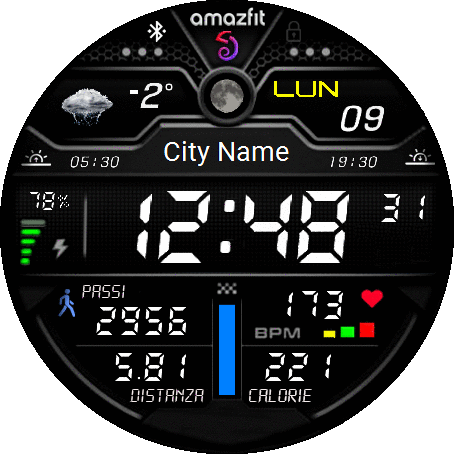 amazfit
-2° LUN
09
City Name
05:30 19:30
78%
12:48 31
PASSI
2956
173
BPM
5.81 221
DISTANZA CALORIE